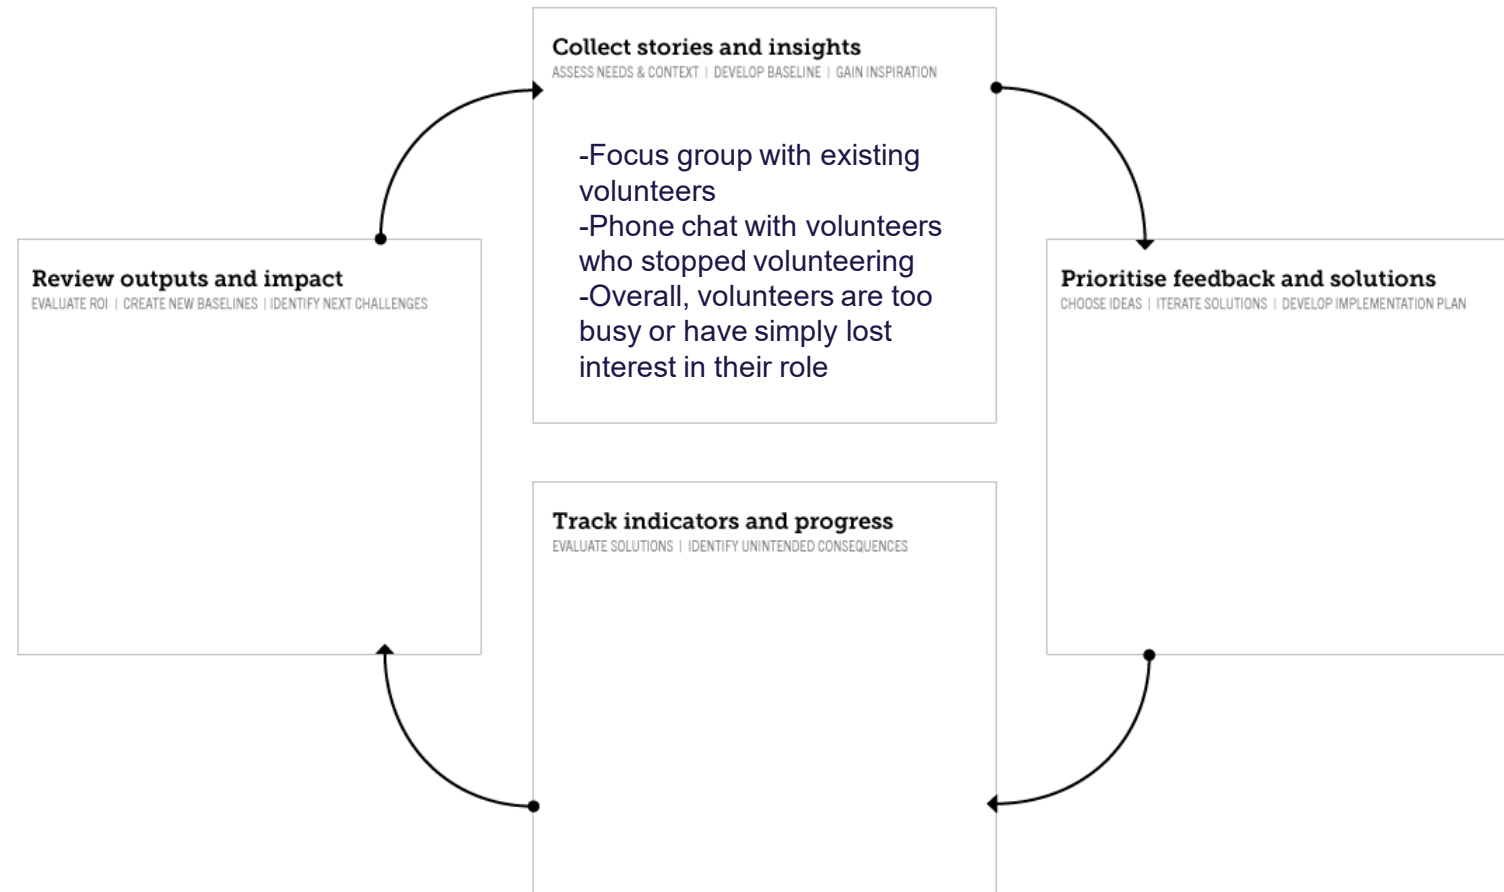 Collect stories and insights
ASSESS NEEDS & CONTEXT | DEVELOP BASELINE | GAIN INSPIRATION
-Focus group with existing
volunteers
-Phone chat with volunteers
who stopped volunteering
-Overall, volunteers are too
busy or have simply lost
interest in their role
Review outputs and impact
EVALUATE ROI | CREATE NEW BASELINES | IDENTIFY NEXT CHALLENGES
Prioritise feedback and solutions
CHOOSE IDEAS | ITERATE SOLUTIONS | DEVELOP IMPLEMENTATION PLAN
Track indicators and progress
EVALUATE SOLUTIONS | IDENTIFY UNINTENDED CONSEQUENCES